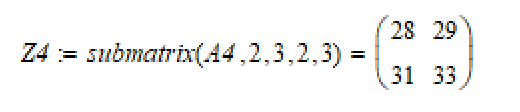 Z4 := submatrix(A4,2,3,2,3) = ( 28 29
31 33 )